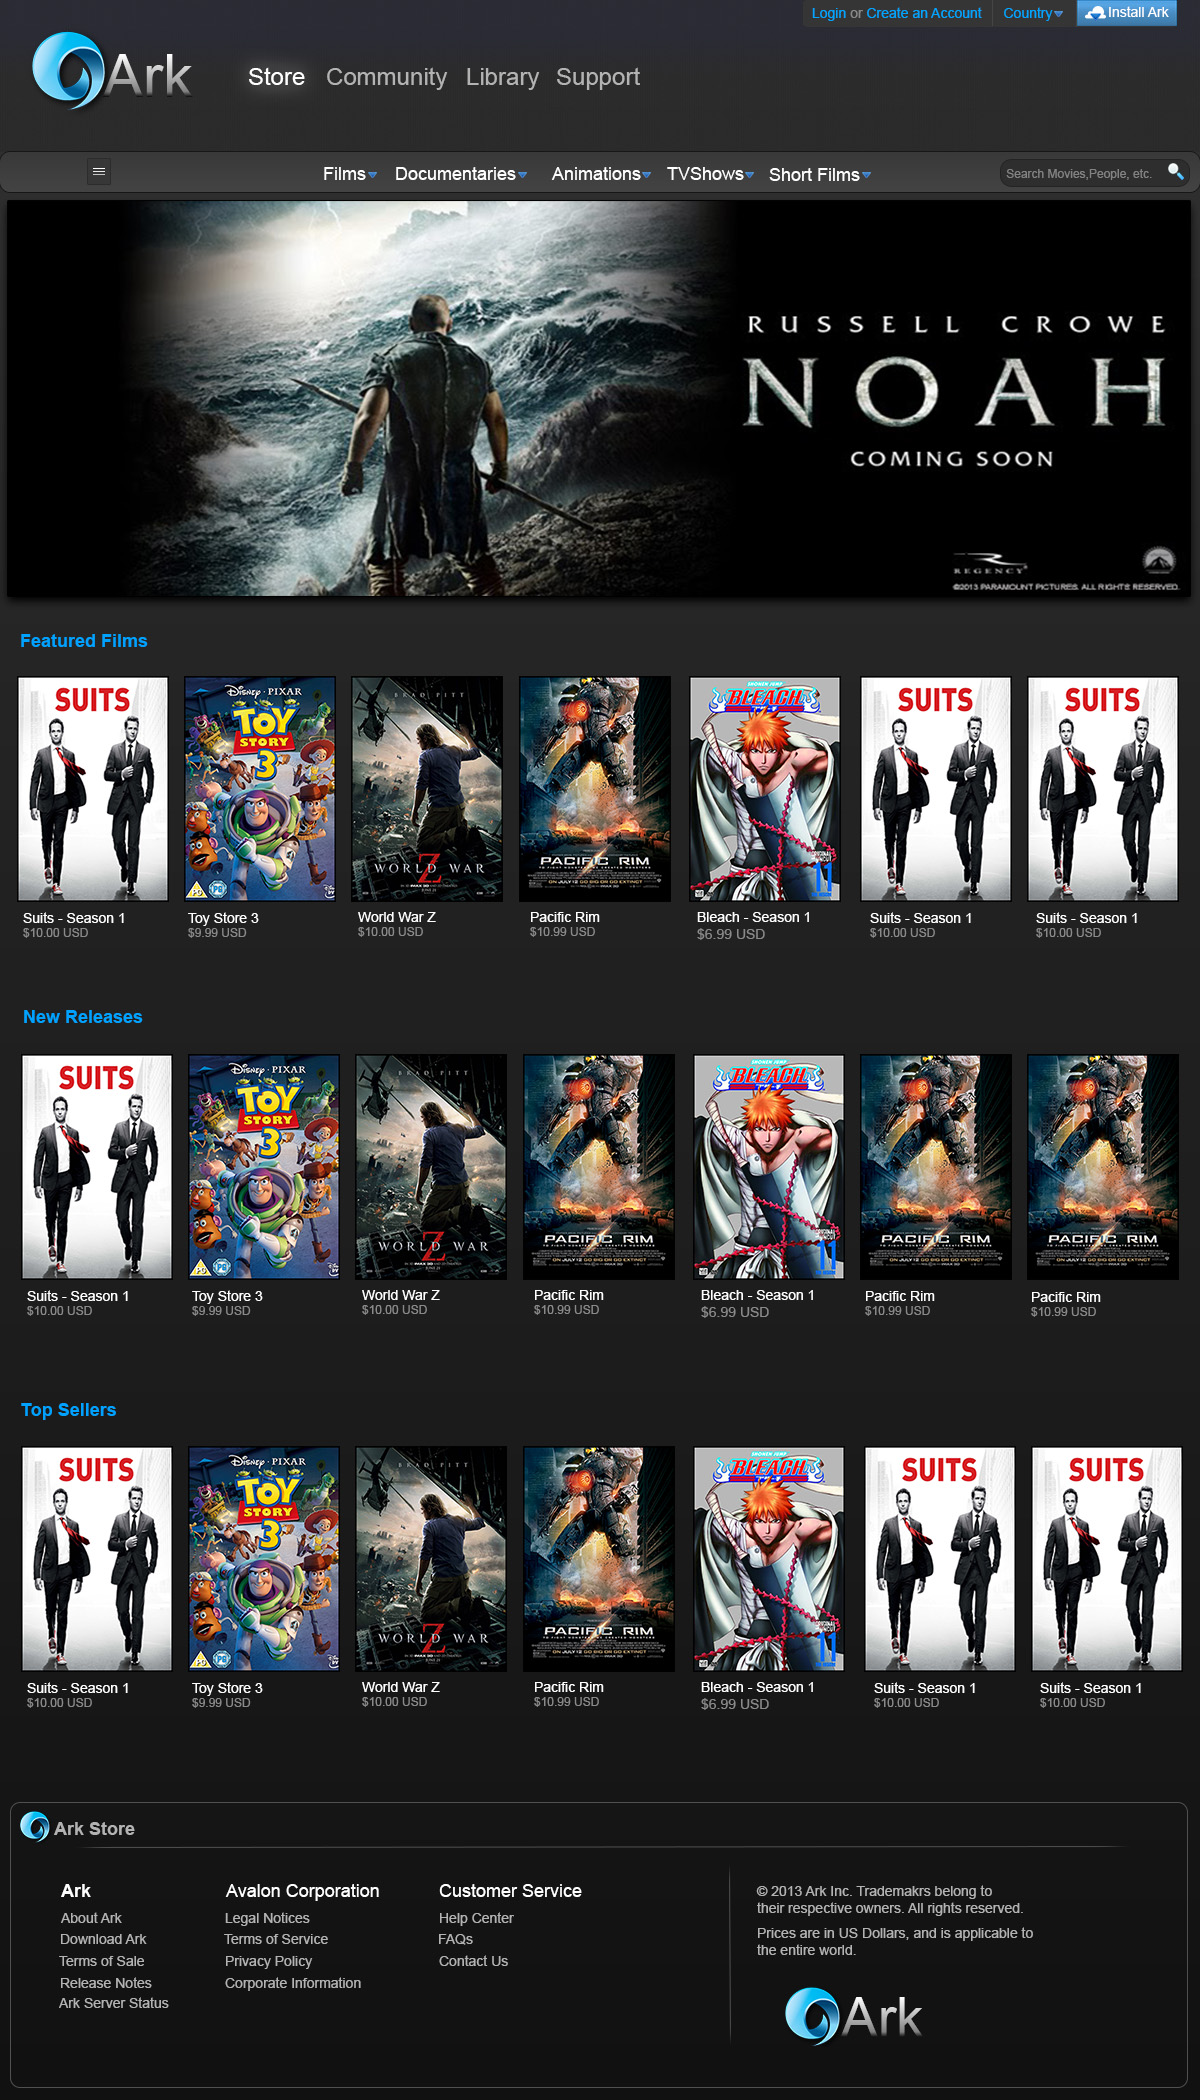 Login or Create an Account
Country
Install Ark
Ark
Store Community Library Support
Films Documentaries Animations TVShows Short Films
Search Movies,People, etc.
RUSSELL CROWE
NOAH
COMING SOON
REGENCY
©2013 PARAMOUNT PICTURES. ALL RIGHTS RESERVED.
Featured Films
SUITS
Disney · PIXAR
TOY
STORY
3
PG
BRAD PITT
WORLD WAR
Z
PACIFIC RIM
SHONEN JUMP
BLEACH
SUITS
SUITS
Suits - Season 1
$10.00 USD
Toy Store 3
$9.99 USD
World War Z
$10.00 USD
Pacific Rim
$10.99 USD
Bleach - Season 1
$6.99 USD
Suits - Season 1
$10.00 USD
Suits - Season 1
$10.00 USD
New Releases
SUITS
Disney · PIXAR
TOY
STORY
3
PG
BRAD PITT
WORLD WAR
Z
PACIFIC RIM
SHONEN JUMP
BLEACH
PACIFIC RIM
PACIFIC RIM
Suits - Season 1
$10.00 USD
Toy Store 3
$9.99 USD
World War Z
$10.00 USD
Pacific Rim
$10.99 USD
Bleach - Season 1
$6.99 USD
Pacific Rim
$10.99 USD
Pacific Rim
$10.99 USD
Top Sellers
SUITS
Disney · PIXAR
TOY
STORY
3
PG
BRAD PITT
WORLD WAR
Z
PACIFIC RIM
SHONEN JUMP
BLEACH
SUITS
SUITS
Suits - Season 1
$10.00 USD
Toy Store 3
$9.99 USD
World War Z
$10.00 USD
Pacific Rim
$10.99 USD
Bleach - Season 1
$6.99 USD
Suits - Season 1
$10.00 USD
Suits - Season 1
$10.00 USD
Ark Store
Ark
About Ark
Download Ark
Terms of Sale
Release Notes
Ark Server Status
Avalon Corporation
Legal Notices
Terms of Service
Privacy Policy
Corporate Information
Customer Service
Help Center
FAQs
Contact Us
© 2013 Ark Inc. Trademakrs belong to
their respective owners. All rights reserved.
Prices are in US Dollars, and is applicable to
the entire world.
Ark